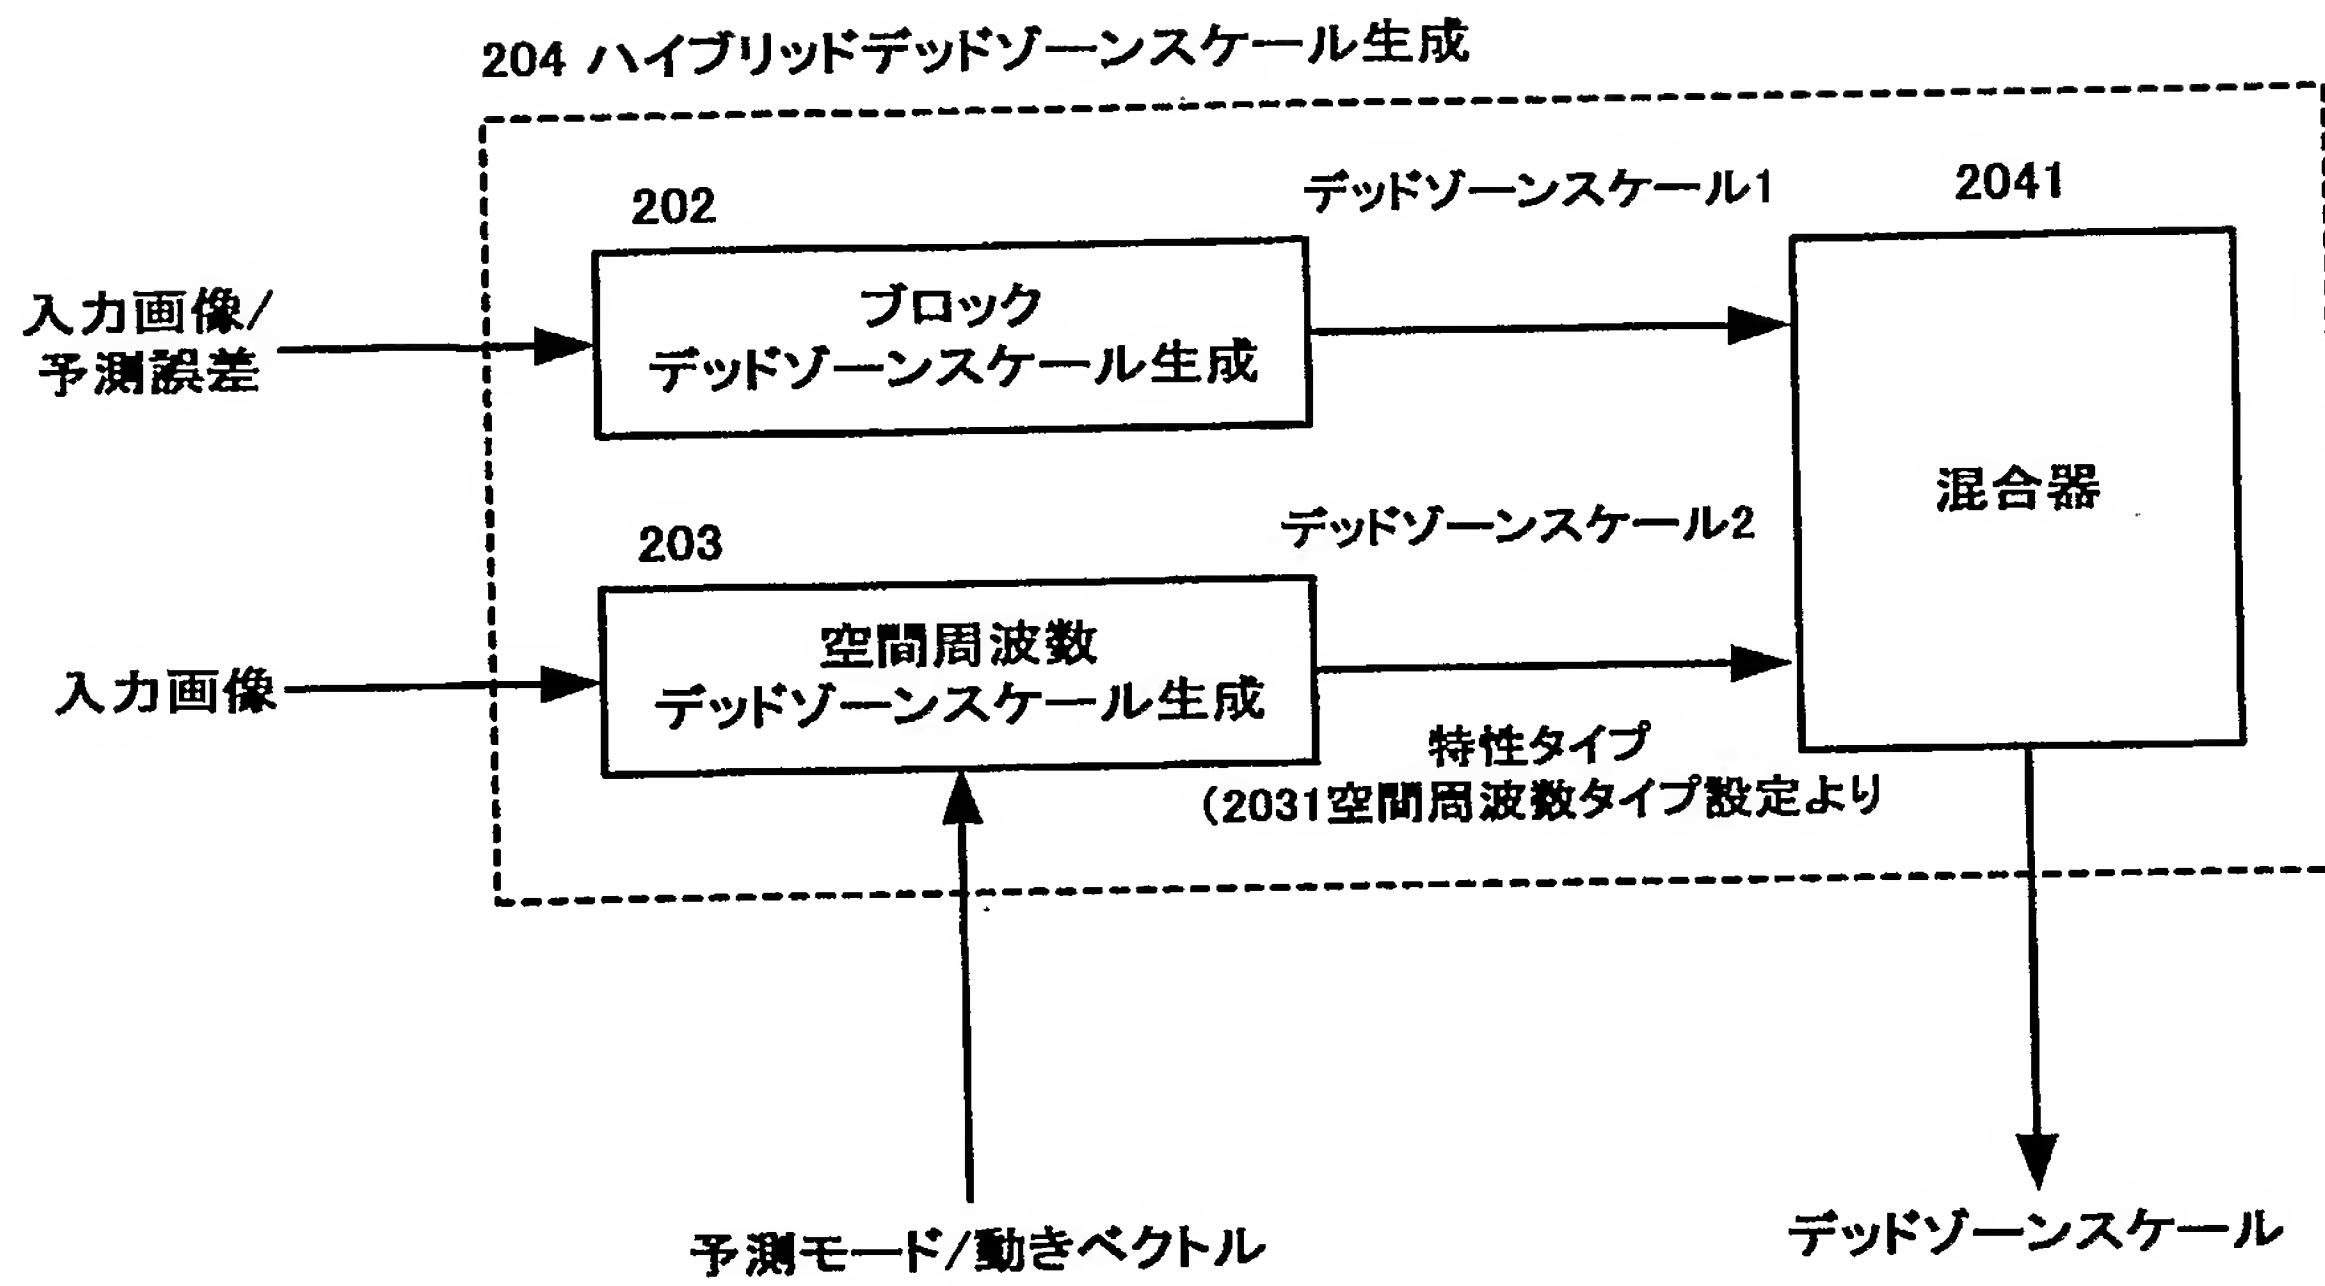 204 ハイブリッドデッドゾーンスケール生成
202
デッドゾーンスケール1
2041
入力画像/
予測誤差
ブロック
デッドゾーンスケール生成
混合器
203
デッドゾーンスケール2
入力画像
空間周波数
デッドゾーンスケール生成
特性タイプ
(2031空間周波数タイプ設定より
予測モード/動きベクトル
デッドゾーンスケール